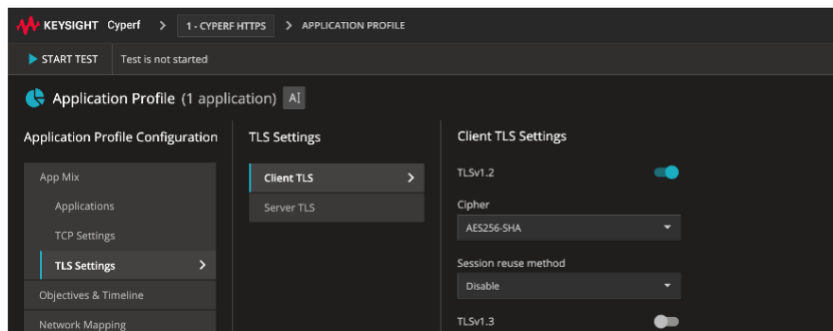 KEYSIGHT Cyperf > 1 - CYPERF HTTPS > APPLICATION PROFILE
START TEST Test is not started
Application Profile (1 application) A
Application Profile Configuration
App Mix
Applications
TCP Settings
TLS Settings >
Objectives & Timeline
Network Mapping
TLS Settings
Client TLS >
Server TLS
Client TLS Settings
TLSv1.2
Cipher
AES256-SHA
Session reuse method
Disable
TLSv1.3